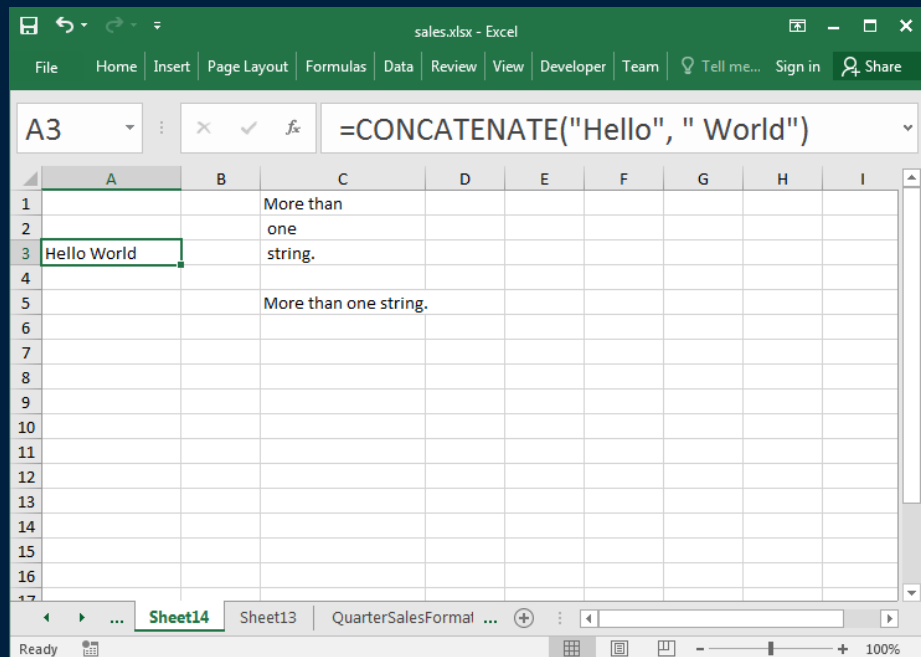 sales.xlsx - Excel
File Home Insert Page Layout Formulas Data Review View Developer Team Tell me... Sign in Share
A3 fx =CONCATENATE("Hello", " World")
A B C D E F G H I
1 More than
2 one
3 Hello World string.
4
5 More than one string.
6
7
8
9
10
11
12
13
14
15
16
17
... Sheet14 Sheet13 QuarterSalesFormat ...
Ready 100%